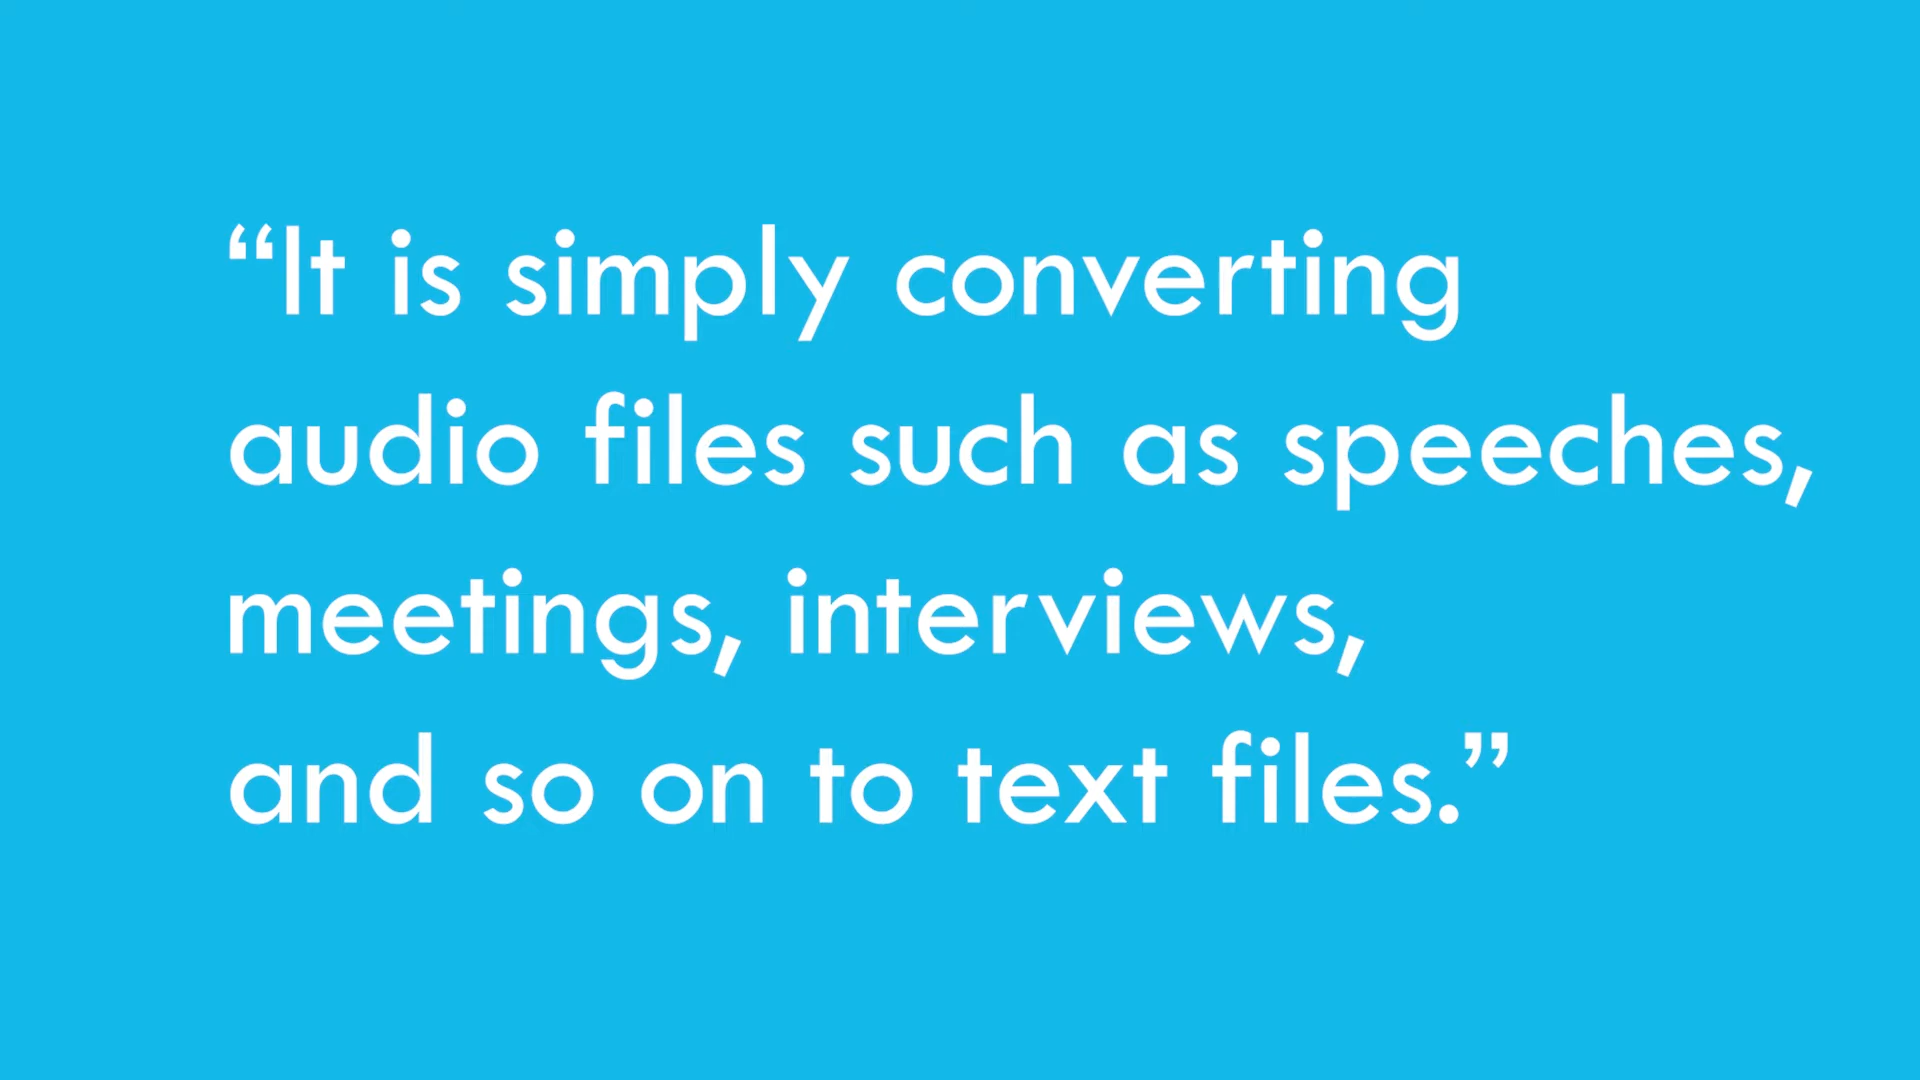 “It is simply converting
audio files such as speeches,
meetings, interviews,
and so on to text files.”